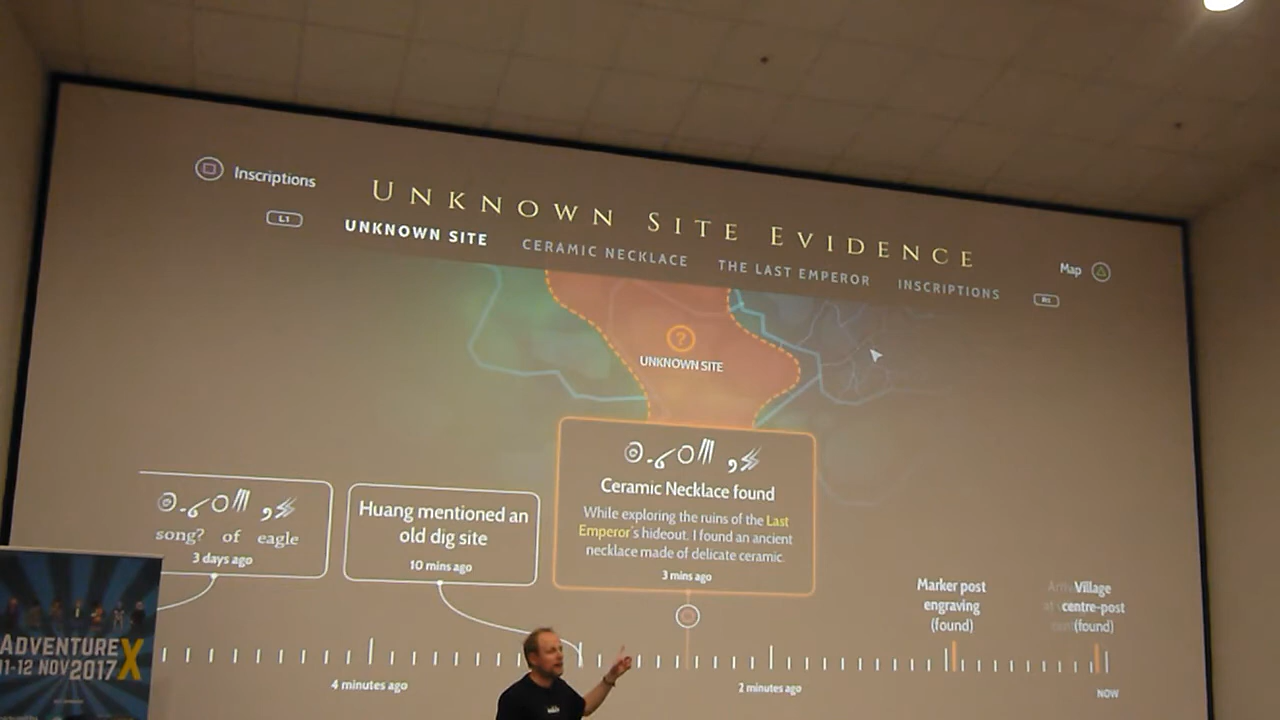 Inscriptions
UNKNOWN SITE EVIDENCE
L1
UNKNOWN SITE
CERAMIC NECKLACE
THE LAST EMPEROR
INSCRIPTIONS
R1
Map
?
UNKNOWN SITE
song? of eagle
3 days ago
Huang mentioned an
old dig site
10 mins ago
Ceramic Necklace found
While exploring the ruins of the Last
Emperor's hideout. I found an ancient
necklace made of delicate ceramic.
3 mins ago
Marker post
engraving
(found)
Village
centre-post
(found)
4 minutes ago
2 minutes ago
NOW
ADVENTURE X
11-12 NOV 2017